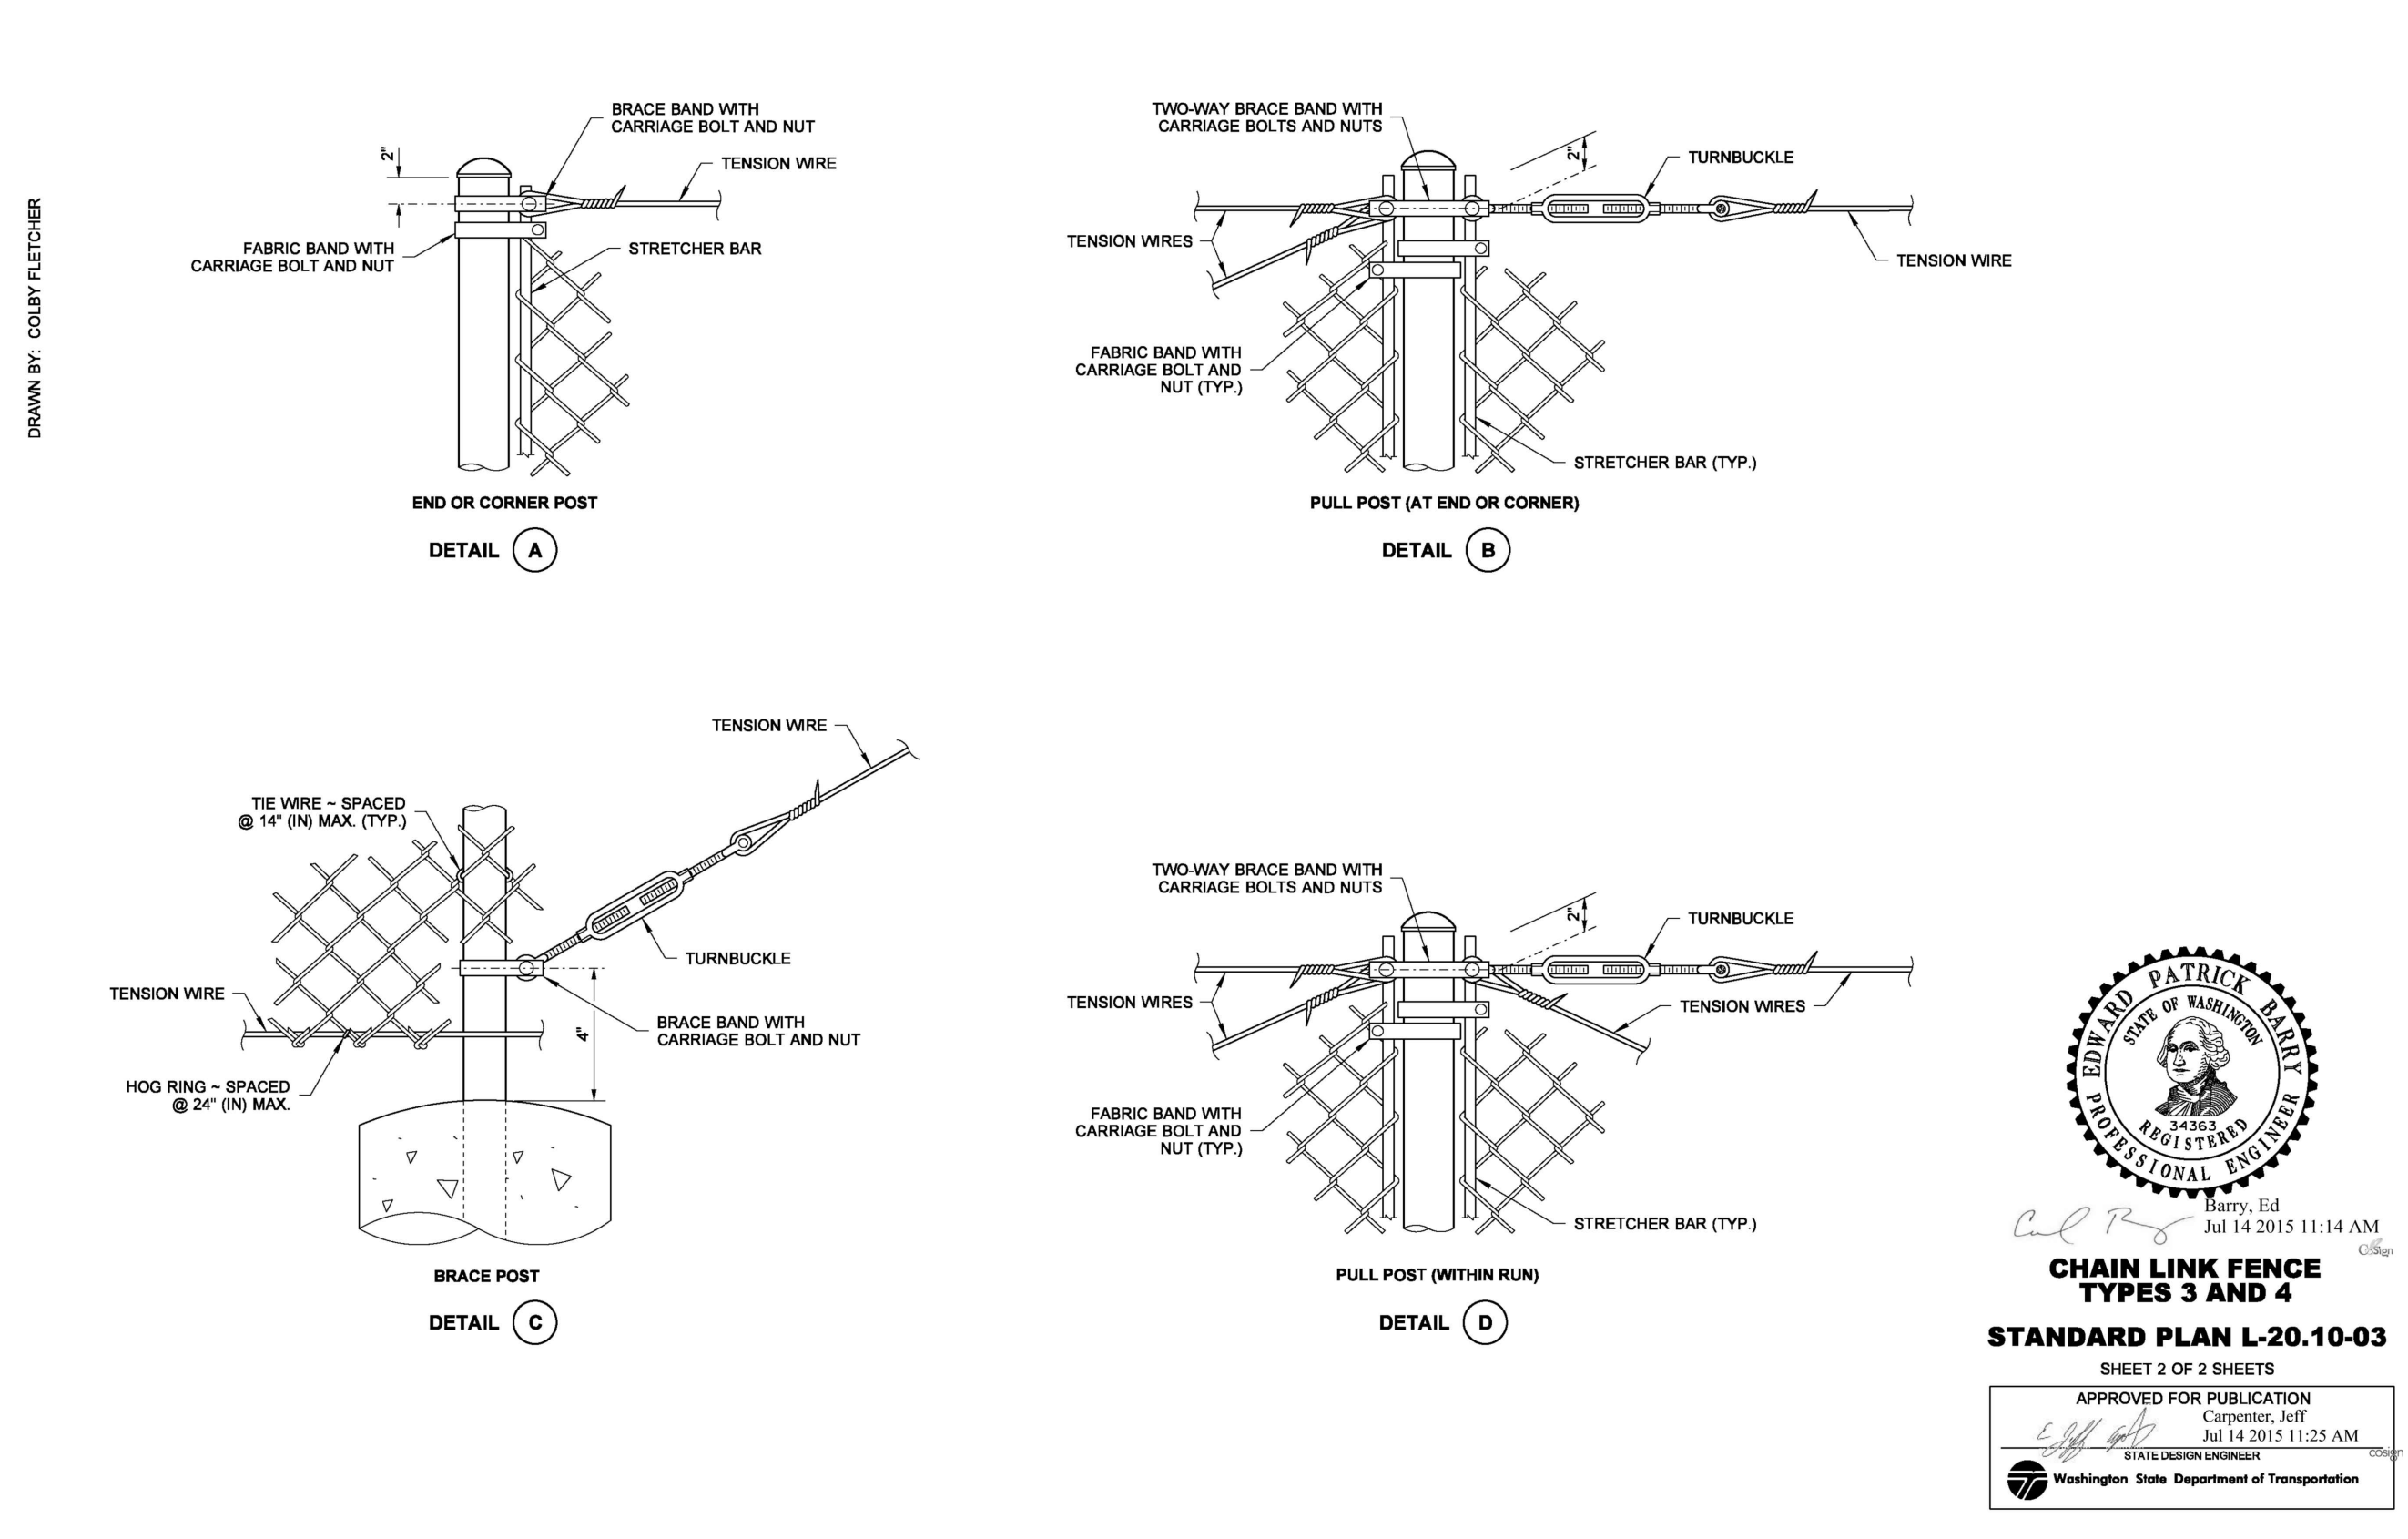 DRAWN BY: COLBY FLETCHER
BRACE BAND WITH
CARRIAGE BOLT AND NUT
2"
TENSION WIRE
FABRIC BAND WITH
CARRIAGE BOLT AND NUT
STRETCHER BAR
END OR CORNER POST
DETAIL A
TWO-WAY BRACE BAND WITH
CARRIAGE BOLTS AND NUTS
2"
TURNBUCKLE
TENSION WIRES
TENSION WIRE
FABRIC BAND WITH
CARRIAGE BOLT AND
NUT (TYP.)
STRETCHER BAR (TYP.)
PULL POST (AT END OR CORNER)
DETAIL B
TENSION WIRE
TIE WIRE ~ SPACED
@ 14" (IN) MAX. (TYP.)
TURNBUCKLE
TENSION WIRE
BRACE BAND WITH
CARRIAGE BOLT AND NUT
4"
HOG RING ~ SPACED
@ 24" (IN) MAX.
BRACE POST
DETAIL C
TWO-WAY BRACE BAND WITH
CARRIAGE BOLTS AND NUTS
2"
TURNBUCKLE
TENSION WIRES
TENSION WIRES
FABRIC BAND WITH
CARRIAGE BOLT AND
NUT (TYP.)
STRETCHER BAR (TYP.)
PULL POST (WITHIN RUN)
DETAIL D
EDWARD PATRICK BARRY
STATE OF WASHINGTON
34363
REGISTERED
PROFESSIONAL ENGINEER
Barry, Ed
Jul 14 2015 11:14 AM
CoSign
CHAIN LINK FENCE
TYPES 3 AND 4
STANDARD PLAN L-20.10-03
SHEET 2 OF 2 SHEETS
APPROVED FOR PUBLICATION
Carpenter, Jeff
Jul 14 2015 11:25 AM
cosign
STATE DESIGN ENGINEER
Washington State Department of Transportation